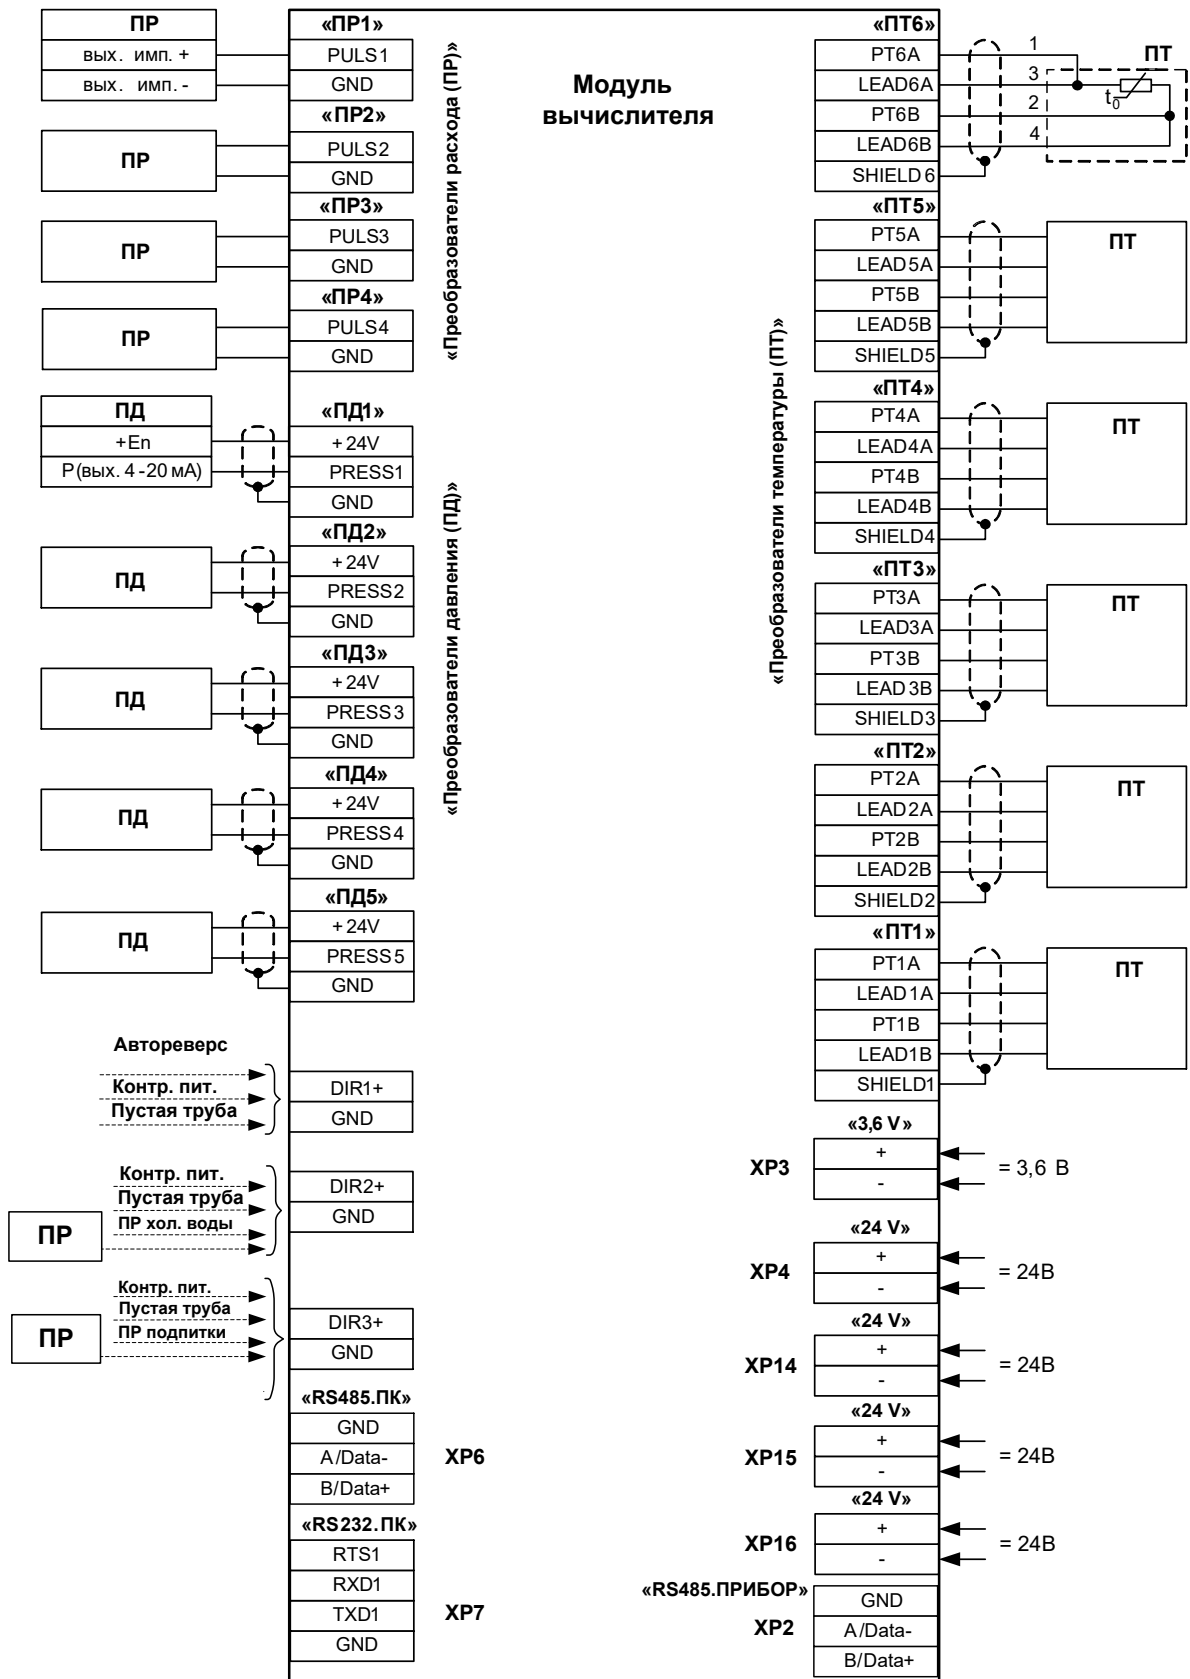 Модуль
вычислителя
ПР
вых. имп. +
вых. имп. -
«ПР1»
PULS1
GND
«ПР2»
ПР
PULS2
GND
«ПР3»
ПР
PULS3
GND
«ПР4»
ПР
PULS4
GND
«Преобразователи расхода (ПР)»
ПД
+En
P(вых. 4-20 мА)
«ПД1»
+24V
PRESS1
GND
«ПД2»
ПД
+24V
PRESS2
GND
«ПД3»
ПД
+24V
PRESS3
GND
«ПД4»
ПД
+24V
PRESS4
GND
«ПД5»
ПД
+24V
PRESS5
GND
«Преобразователи давления (ПД)»
Автореверс
Контр. пит.
Пустая труба
DIR1+
GND
Контр. пит.
Пустая труба
ПР хол. воды
ПР
DIR2+
GND
Контр. пит.
Пустая труба
ПР подпитки
ПР
DIR3+
GND
«RS485.ПК»
GND
A/Data-
B/Data+
XP6
«RS232.ПК»
RTS1
RXD1
TXD1
GND
XP7
«ПТ6»
PT6A
LEAD6A
PT6B
LEAD6B
SHIELD6
1
3
2
4
ПТ
t0
«ПТ5»
PT5A
LEAD5A
PT5B
LEAD5B
SHIELD5
ПТ
«ПТ4»
PT4A
LEAD4A
PT4B
LEAD4B
SHIELD4
ПТ
«ПТ3»
PT3A
LEAD3A
PT3B
LEAD3B
SHIELD3
ПТ
«ПТ2»
PT2A
LEAD2A
PT2B
LEAD2B
SHIELD2
ПТ
«ПТ1»
PT1A
LEAD1A
PT1B
LEAD1B
SHIELD1
ПТ
«Преобразователи температуры (ПТ)»
«3,6 V»
XP3
+
-
= 3,6 В
«24 V»
XP4
+
-
= 24В
«24 V»
XP14
+
-
= 24В
«24 V»
XP15
+
-
= 24В
«24 V»
XP16
+
-
= 24В
«RS485.ПРИБОР»
XP2
GND
A/Data-
B/Data+